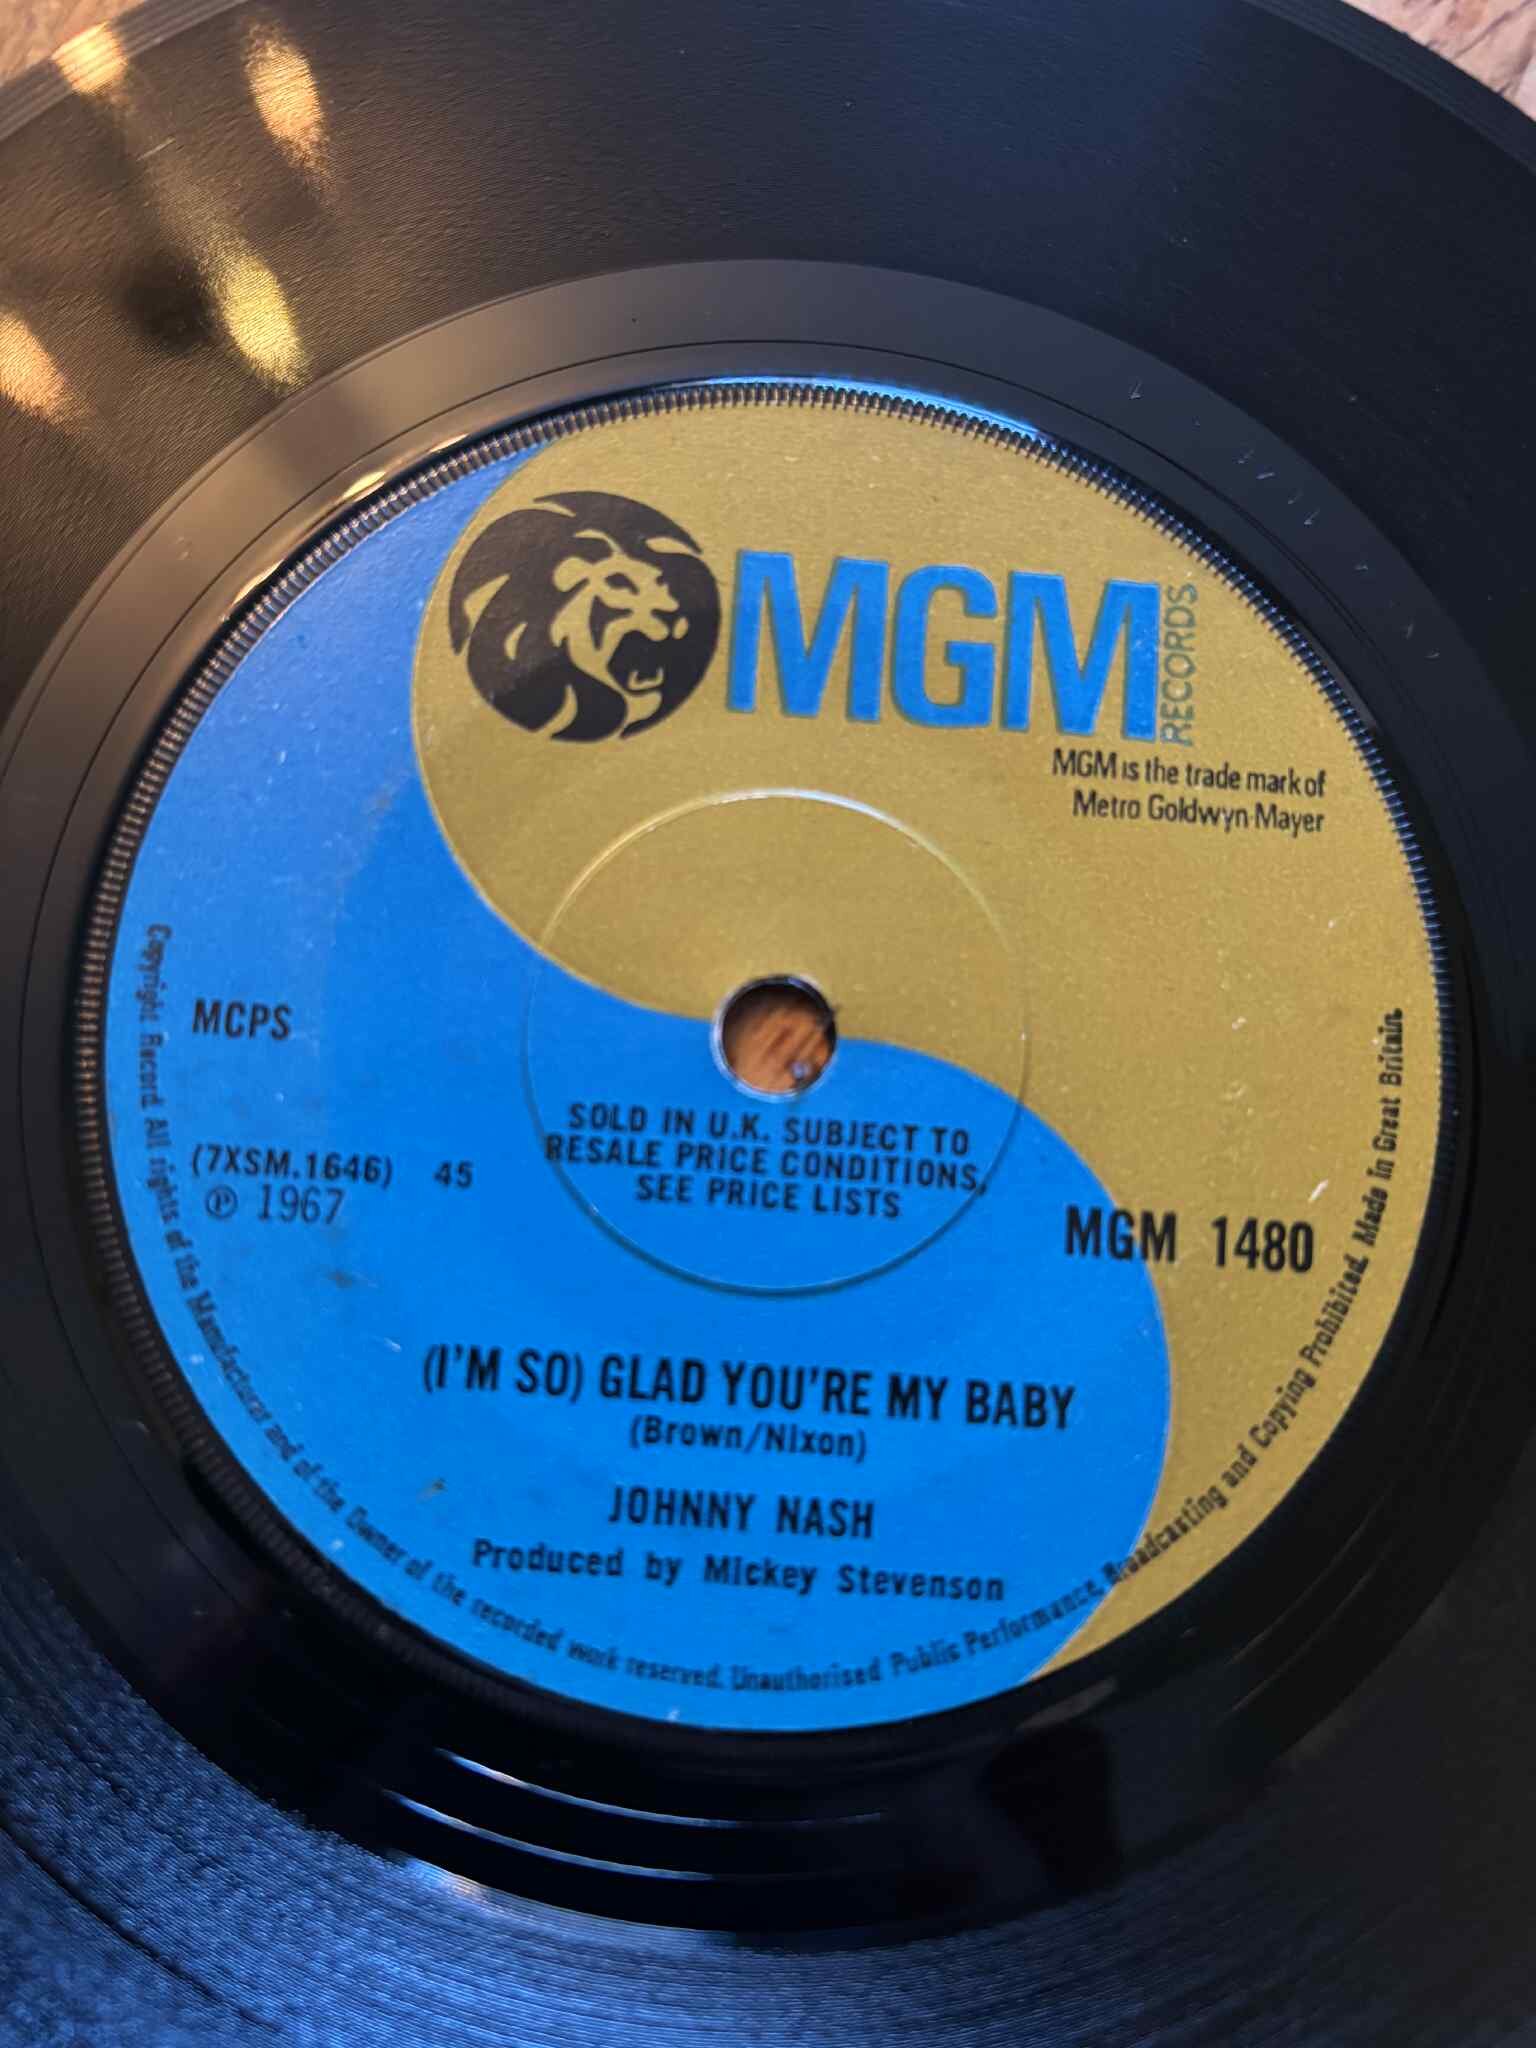 MGM
RECORDS
MGM is the trade mark of
Metro Goldwyn Mayer
MCPS
SOLD IN U.K. SUBJECT TO
RESALE PRICE CONDITIONS,
SEE PRICE LISTS
(7XSM.1646) 45
℗ 1967
MGM 1480
(I'M SO) GLAD YOU'RE MY BABY
(Brown/Nixon)
JOHNNY NASH
Produced by Mickey Stevenson
Copyright Record. All rights of the Manufacturer and of the Owner of the recorded work reserved. Unauthorised Public Performance, Broadcasting and Copying Prohibited. Made in Great Britain.